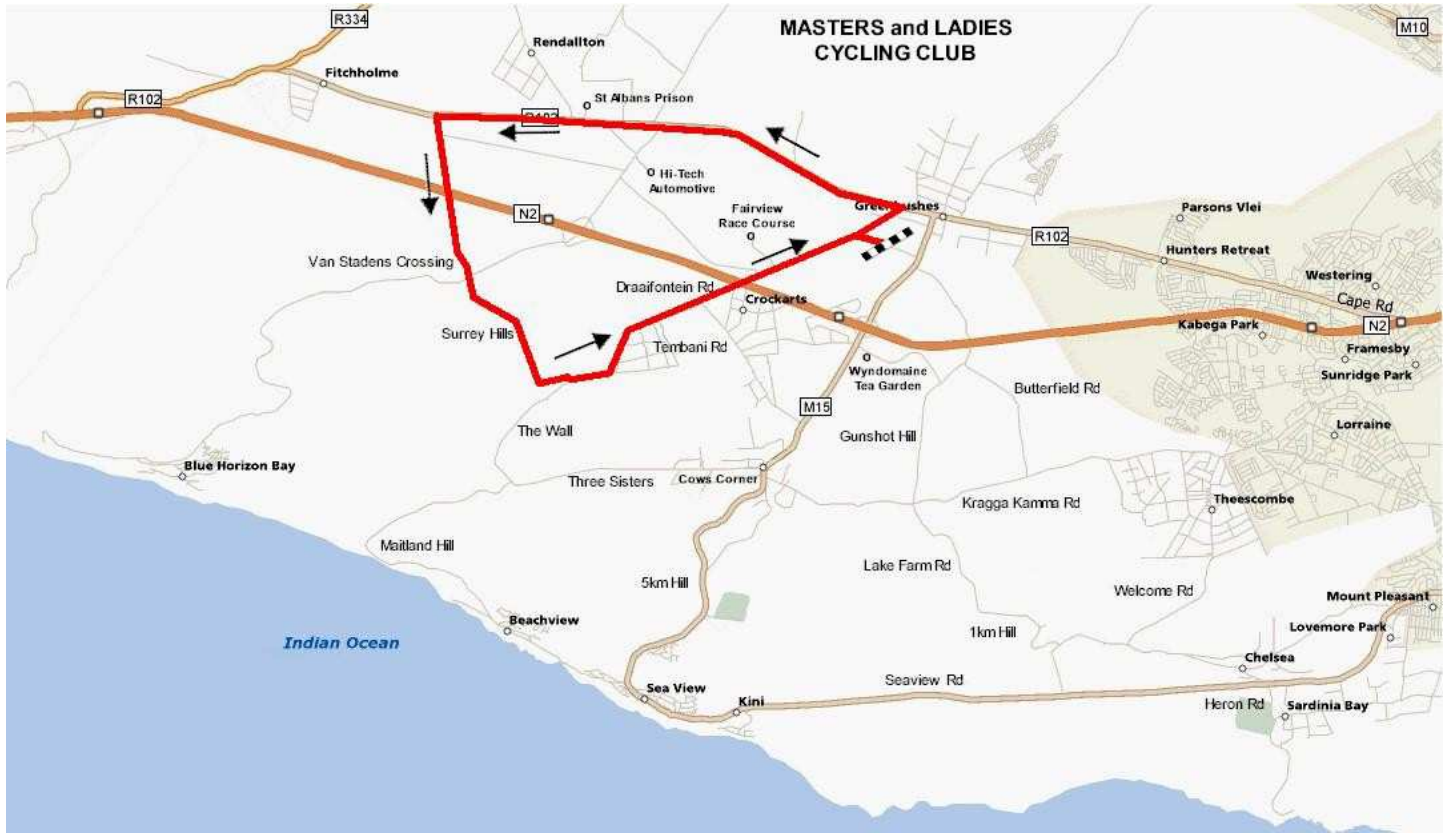 MASTERS and LADIES
CYCLING CLUB
R334
M10
Rendallton
Fitchholme
R102
St Albans Prison
R102
Hi-Tech
Automotive
Fairview
Race Course
Greenbushes
N2
Parsons Vlei
R102
Hunters Retreat
Van Stadens Crossing
Westering
Draaifontein Rd
Crockarts
Cape Rd
N2
Surrey Hills
Tembani Rd
Kabega Park
Framesby
Wyndomaine
Tea Garden
Sunridge Park
Butterfield Rd
M15
The Wall
Gunshot Hill
Lorraine
Blue Horizon Bay
Three Sisters
Cows Corner
Kragga Kamma Rd
Theescombe
Maitland Hill
Lake Farm Rd
5km Hill
Welcome Rd
Mount Pleasant
Beachview
1km Hill
Lovemore Park
Indian Ocean
Chelsea
Seaview Rd
Sea View
Kini
Heron Rd
Sardinia Bay